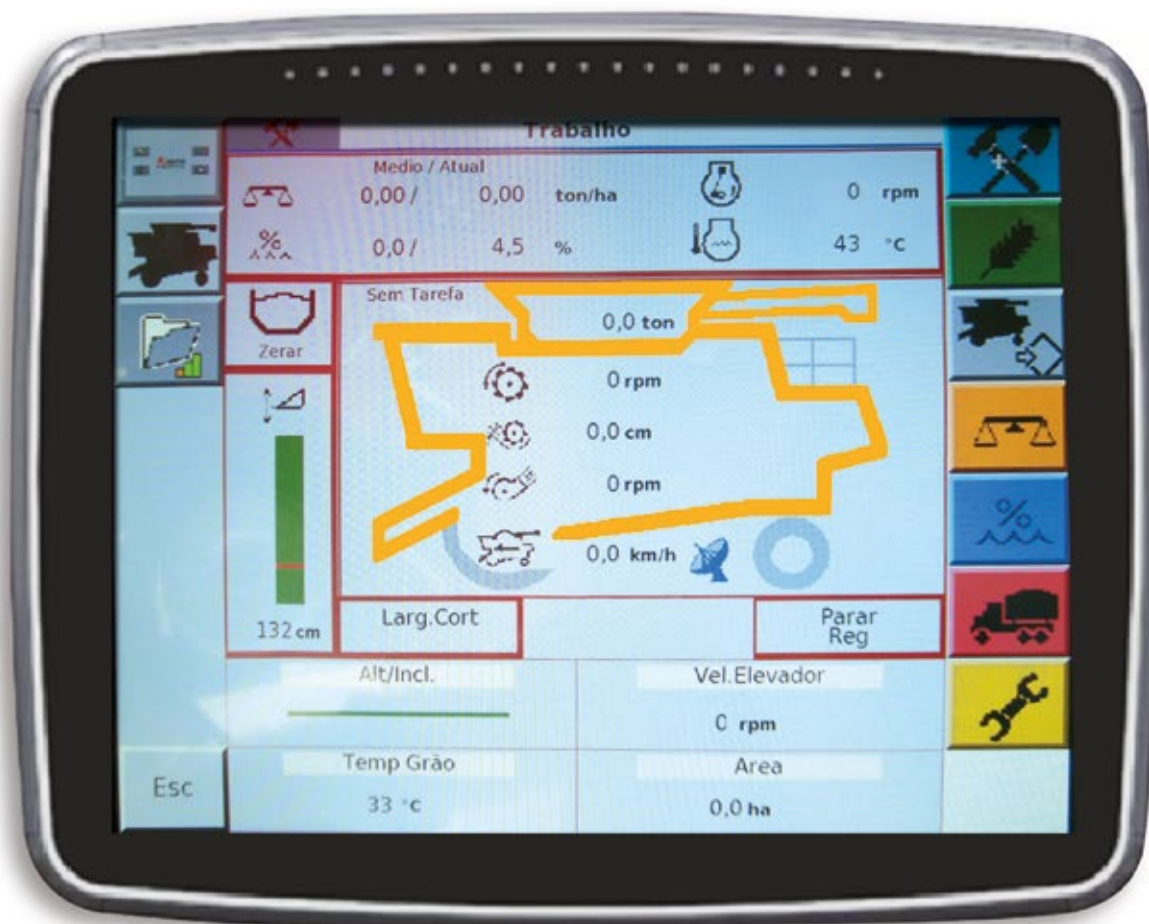 Trabalho
Medio / Atual
0,00 / 0,00 ton/ha 0 rpm
% 0,0 / 4,5 % 43 °C
Sem Tarefa
0,0 ton
Zerar
0 rpm
0,0 cm
0 rpm
0,0 km/h
132 cm
Larg.Cort
Parar
Reg
%
Alt/Incl.
Vel.Elevador
0 rpm
Temp Grão
Area
Esc
33 °C
0,0 ha